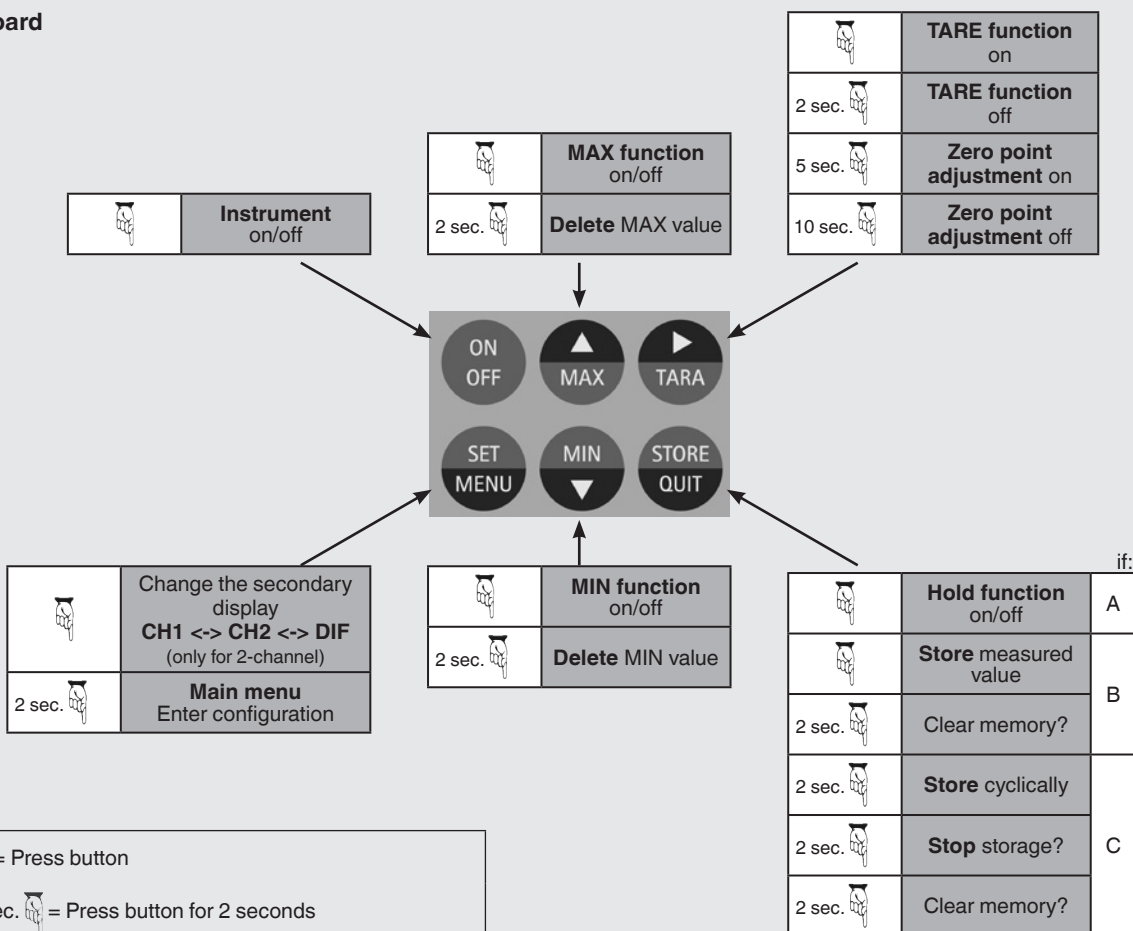 TARE function
on
2 sec.
TARE function
off
5 sec.
Zero point
adjustment on
10 sec.
Zero point
adjustment off
MAX function
on/off
2 sec.
Delete MAX value
Instrument
on/off
ON
OFF
MAX
TARA
SET
MENU
MIN
STORE
QUIT
Change the secondary
display
CH1 <-> CH2 <-> DIF
(only for 2-channel)
2 sec.
Main menu
Enter configuration
MIN function
on/off
2 sec.
Delete MIN value
if:
Hold function
on/off
A
Store measured
value
B
2 sec.
Clear memory?
2 sec.
Store cyclically
2 sec.
Stop storage?
C
2 sec.
Clear memory?
= Press button
= Press button for 2 seconds